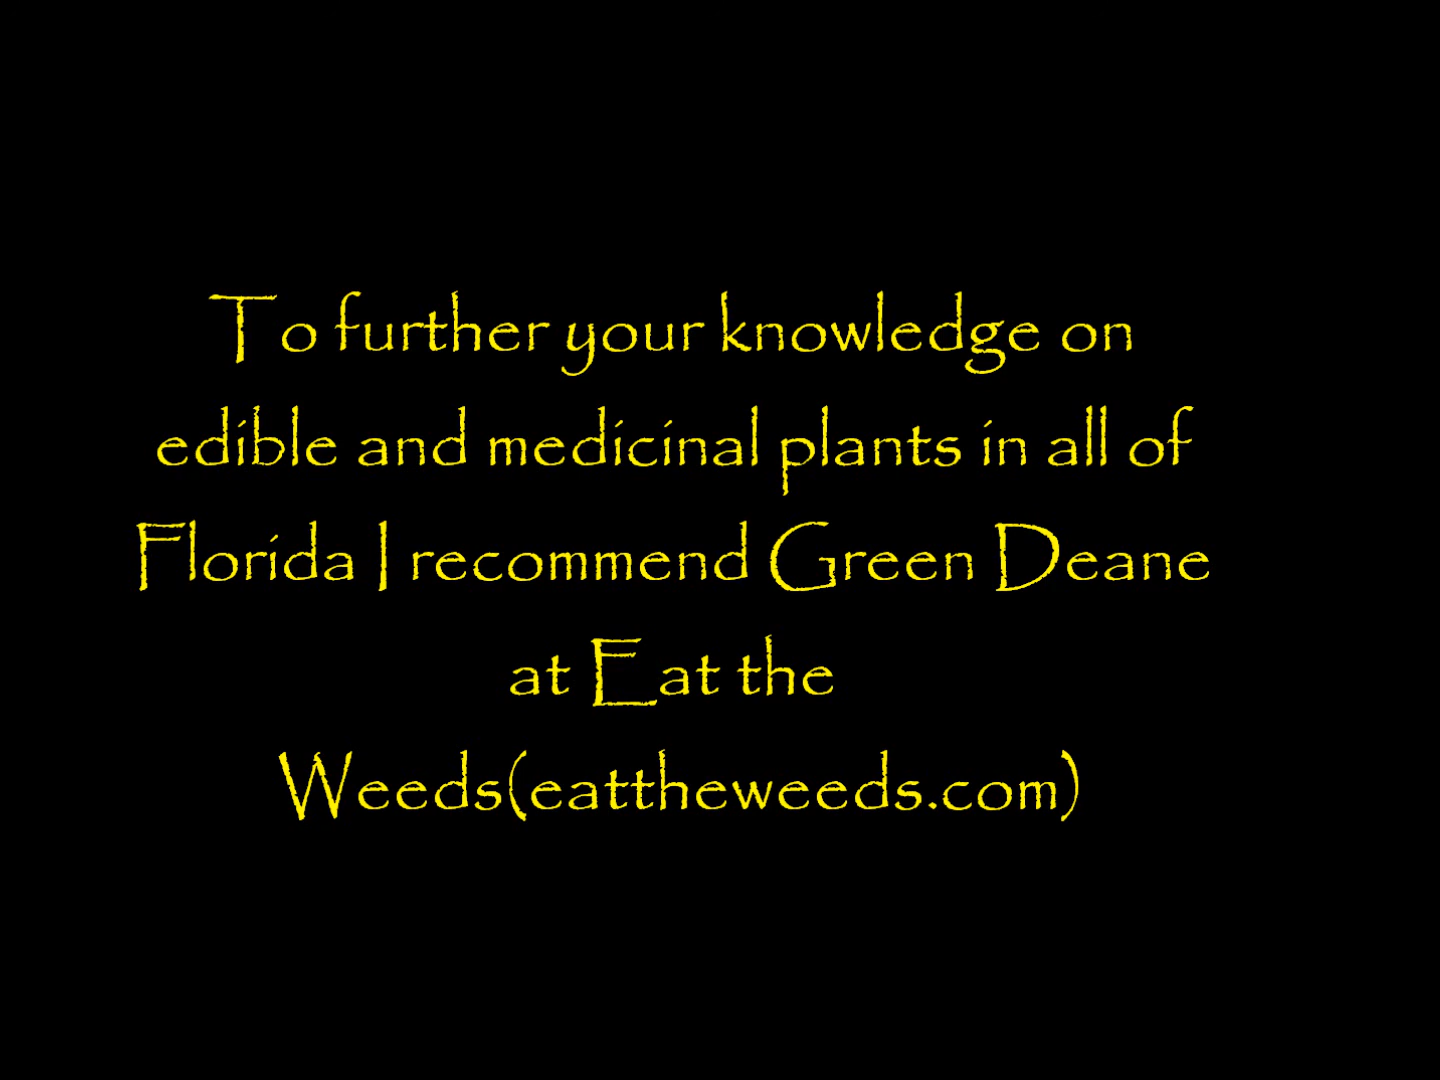 To further your knowledge on
edible and medicinal plants in all of
Florida I recommend Green Deane
at Eat the
Weeds(eattheweeds.com)